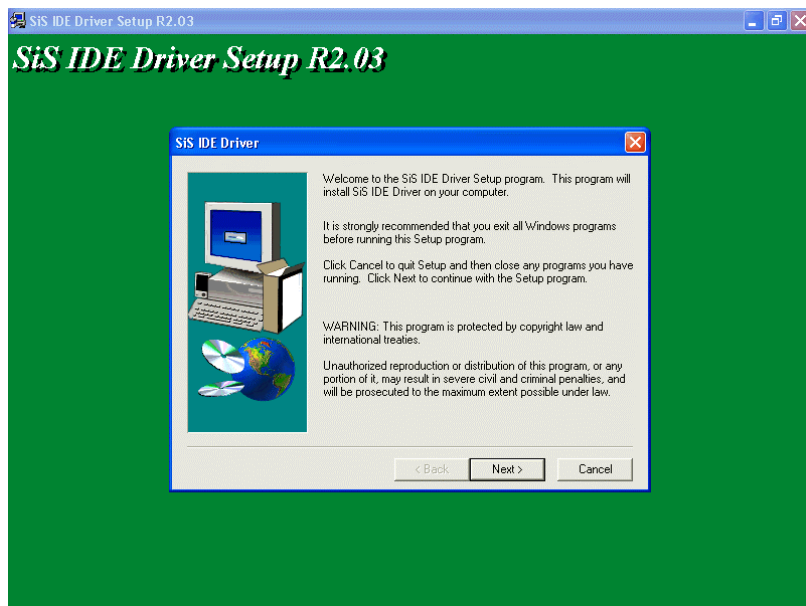 SiS IDE Driver Setup R2.03
SiS IDE Driver Setup R2.03
SiS IDE Driver
Welcome to the SiS IDE Driver Setup program. This program will
install SiS IDE Driver on your computer.
It is strongly recommended that you exit all Windows programs
before running this Setup program.
Click Cancel to quit Setup and then close any programs you have
running. Click Next to continue with the Setup program.
WARNING: This program is protected by copyright law and
international treaties.
Unauthorized reproduction or distribution of this program, or any
portion of it, may result in severe civil and criminal penalties, and
will be prosecuted to the maximum extent possible under law.
< Back Next > Cancel